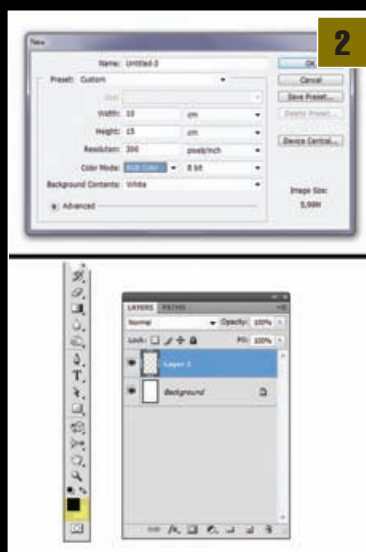 2
New
Name: Untitled-3
OK
Preset: Custom
Cancel
Size:
Save Preset...
Width: 10 cm
Delete Preset...
Height: 15 cm
Resolution: 300 pixels/inch
Device Central...
Color Mode: RGB Color 8 bit
Background Contents: White
Image Size:
5.99M
Advanced
LAYERS PATHS
Normal Opacity: 100%
Lock: Fill: 100%
Layer 1
Background
T
fx